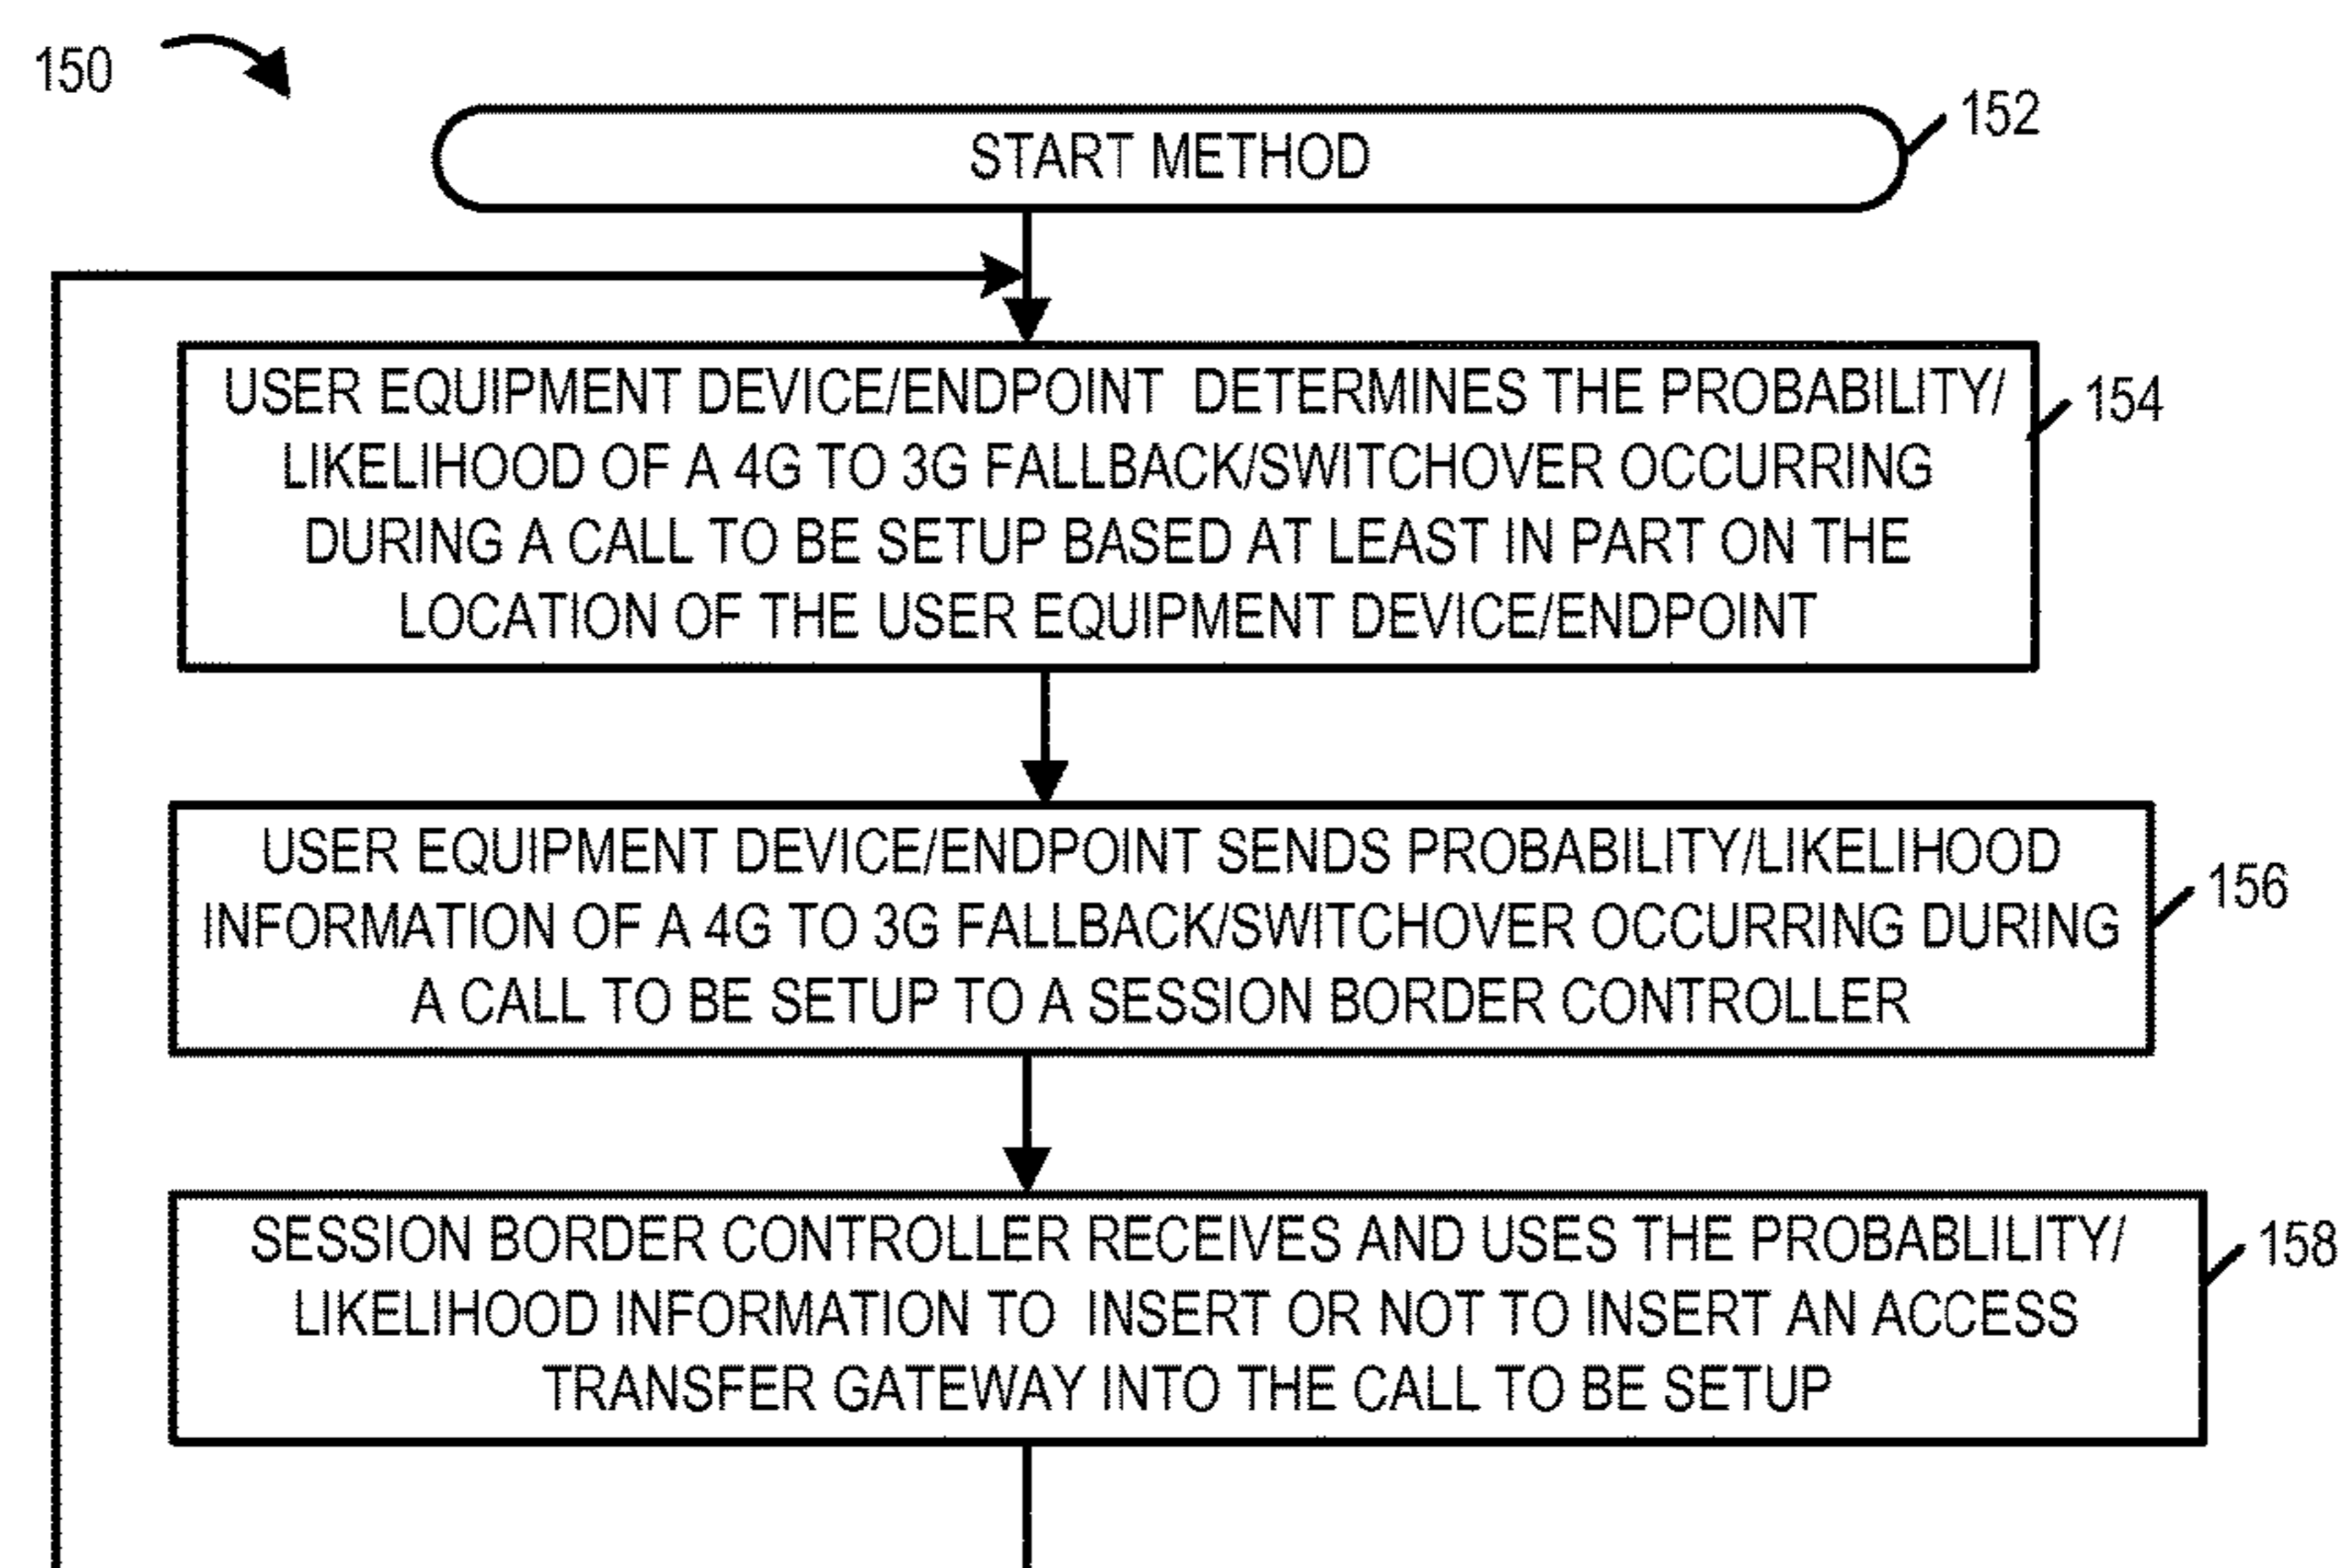 150
START METHOD
152
USER EQUIPMENT DEVICE/ENDPOINT DETERMINES THE PROBABILITY/
LIKELIHOOD OF A 4G TO 3G FALLBACK/SWITCHOVER OCCURRING
DURING A CALL TO BE SETUP BASED AT LEAST IN PART ON THE
LOCATION OF THE USER EQUIPMENT DEVICE/ENDPOINT
154
USER EQUIPMENT DEVICE/ENDPOINT SENDS PROBABILITY/LIKELIHOOD
INFORMATION OF A 4G TO 3G FALLBACK/SWITCHOVER OCCURRING DURING
A CALL TO BE SETUP TO A SESSION BORDER CONTROLLER
156
SESSION BORDER CONTROLLER RECEIVES AND USES THE PROBABLILITY/
LIKELIHOOD INFORMATION TO INSERT OR NOT TO INSERT AN ACCESS
TRANSFER GATEWAY INTO THE CALL TO BE SETUP
158